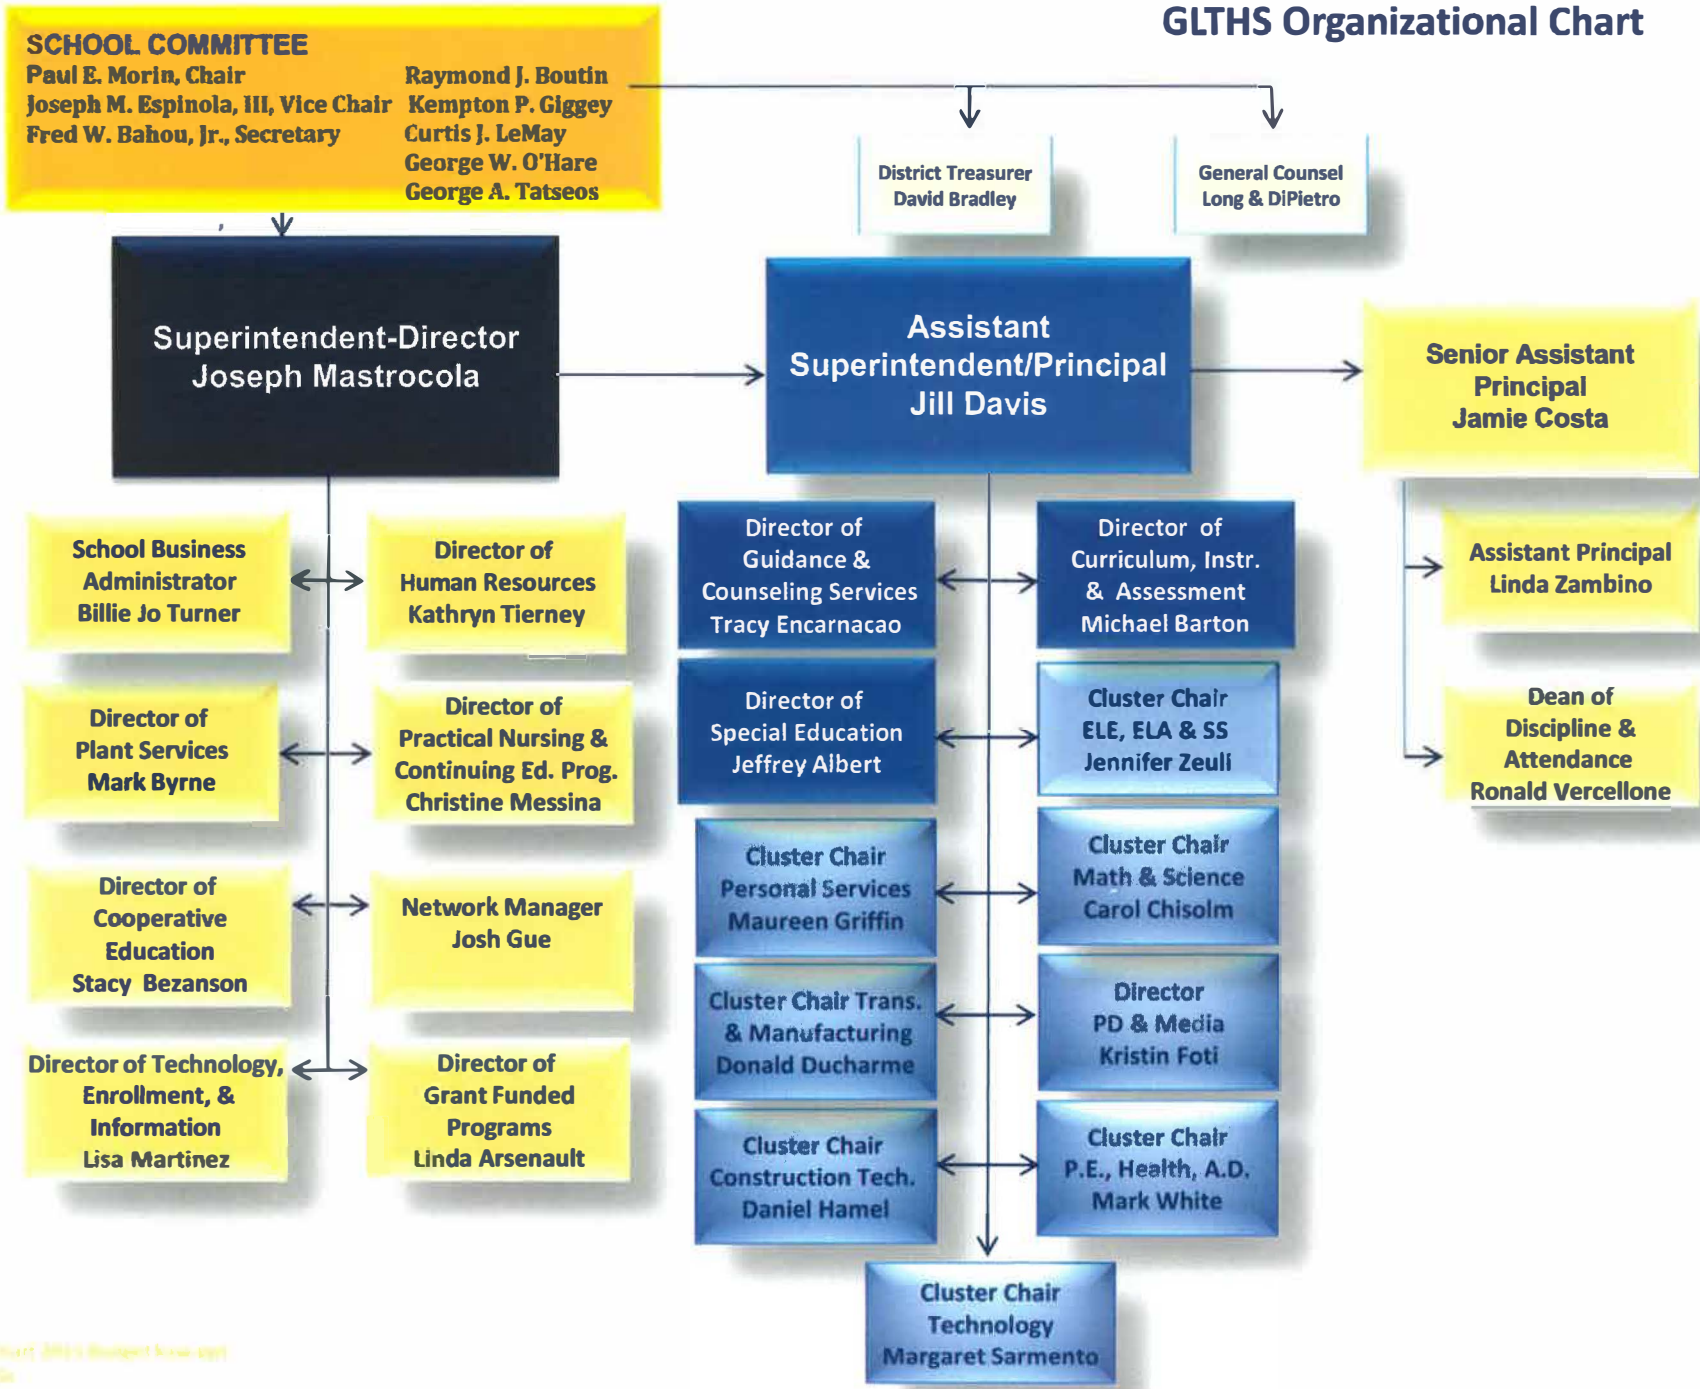 GLTHS Organizational Chart
SCHOOL COMMITTEE
Paul E. Morin, Chair
Joseph M. Espinola, III, Vice Chair
Fred W. Bahou, Jr., Secretary
Raymond J. Boutin
Kempton P. Giggey
Curtis J. LeMay
George W. O'Hare
George A. Tatseos
District Treasurer
David Bradley
General Counsel
Long & DiPietro
Superintendent-Director
Joseph Mastrocola
Assistant
Superintendent/Principal
Jill Davis
Senior Assistant
Principal
Jamie Costa
School Business
Administrator
Billie Jo Turner
Director of
Human Resources
Kathryn Tierney
Director of
Plant Services
Mark Byrne
Director of
Practical Nursing &
Continuing Ed. Prog.
Christine Messina
Director of
Cooperative
Education
Stacy Bezanson
Network Manager
Josh Gue
Director of Technology,
Enrollment, &
Information
Lisa Martinez
Director of
Grant Funded
Programs
Linda Arsenault
Director of
Guidance &
Counseling Services
Tracy Encarnacao
Director of
Curriculum, Instr.
& Assessment
Michael Barton
Director of
Special Education
Jeffrey Albert
Cluster Chair
ELE, ELA & SS
Jennifer Zeuli
Cluster Chair
Personal Services
Maureen Griffin
Cluster Chair
Math & Science
Carol Chisolm
Cluster Chair Trans.
& Manufacturing
Donald Ducharme
Director
PD & Media
Kristin Foti
Cluster Chair
Construction Tech.
Daniel Hamel
Cluster Chair
P.E., Health, A.D.
Mark White
Cluster Chair
Technology
Margaret Sarmento
Assistant Principal
Linda Zambino
Dean of
Discipline &
Attendance
Ronald Vercellone